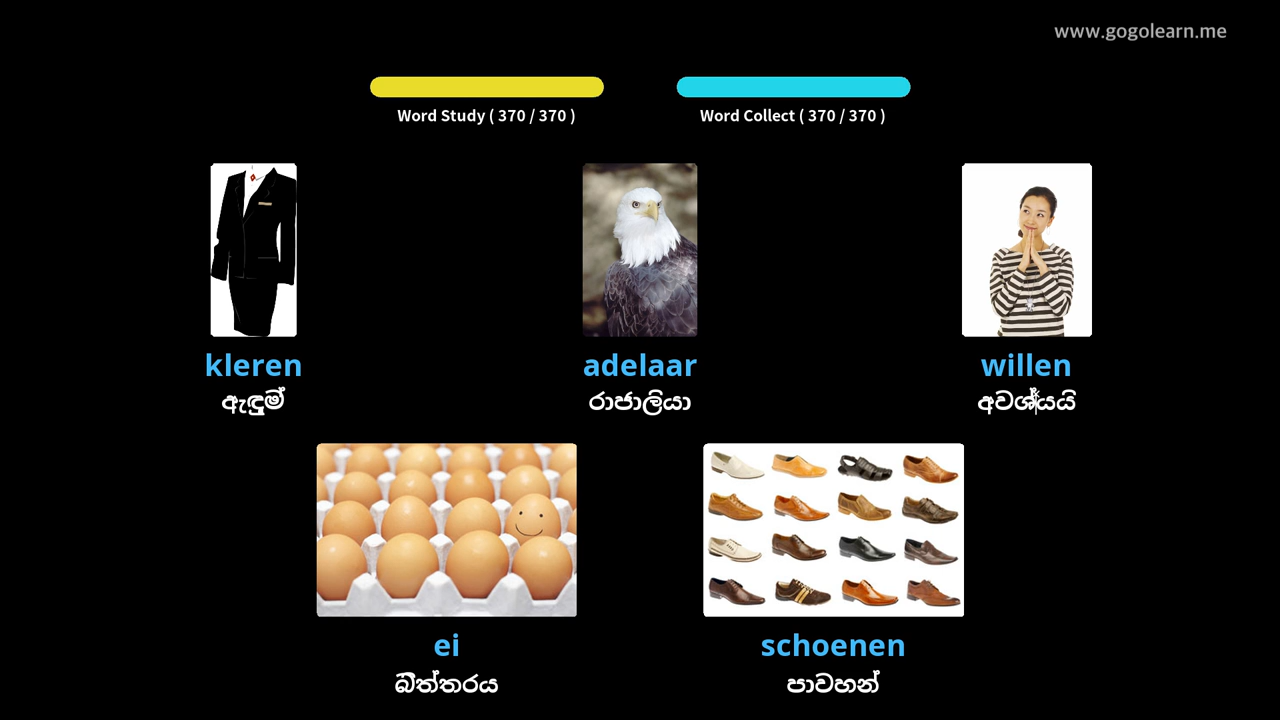 www.gogolearn.me
Word Study ( 370 / 370 )
Word Collect ( 370 / 370 )
kleren
adelaar
willen
ඇඳුම්
රාජාලියා
අවශ්‍යයි
ei
schoenen
බිත්තරය
පාවහන්